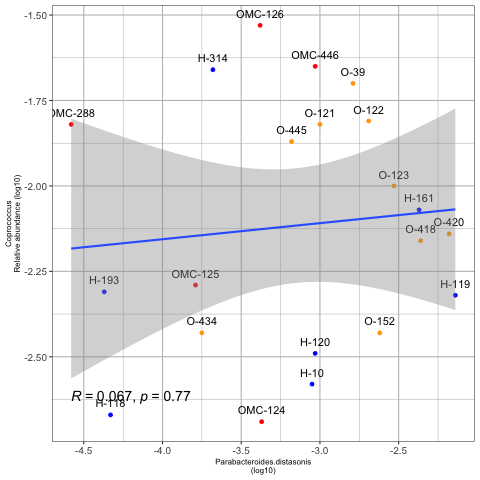 -1.50
-1.75
-2.00
-2.25
-2.50
Coprococcus
Relative abundance (log10)
OMC-126
OMC-446
H-314
O-39
OMC-288
O-121
O-122
O-445
O-123
H-161
O-418
O-420
OMC-125
H-193
H-119
O-434
O-152
H-120
H-10
R = 0.067, p = 0.77
H-118
OMC-124
-4.5 -4.0 -3.5 -3.0 -2.5
Parabacteroides.distasonis
(log10)